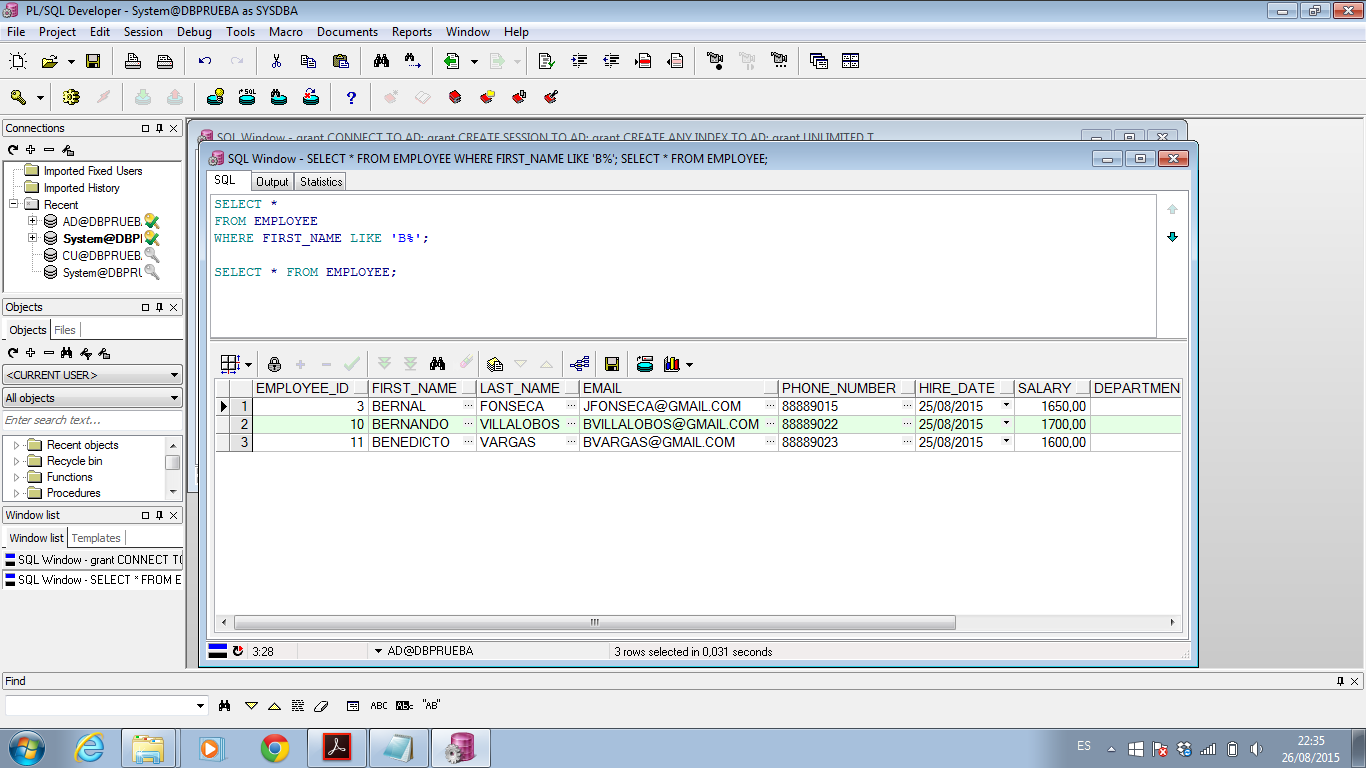 PL/SQL Developer - System@DBPRUEBA as SYSDBA
File Project Edit Session Debug Tools Macro Documents Reports Window Help
SQL
Connections
Imported Fixed Users
Imported History
Recent
AD@DBPRUEB
System@DBPI
CU@DBPRUEB
System@DBPRU
Objects
Objects Files
<CURRENT USER>
All objects
Enter search text...
Recent objects
Recycle bin
Functions
Procedures
Window list
Window list Templates
SQL Window - grant CONNECT TO
SQL Window - SELECT * FROM E
SQL Window - grant CONNECT TO AD; grant CREATE SESSION TO AD; grant CREATE ANY INDEX TO AD; grant UNLIMITED T
SQL Window - SELECT * FROM EMPLOYEE WHERE FIRST_NAME LIKE 'B%'; SELECT * FROM EMPLOYEE;
SQL Output Statistics
SELECT *
FROM EMPLOYEE
WHERE FIRST_NAME LIKE 'B%';
SELECT * FROM EMPLOYEE;
EMPLOYEE_ID FIRST_NAME LAST_NAME EMAIL PHONE_NUMBER HIRE_DATE SALARY DEPARTMEN
1 3 BERNAL FONSECA JFONSECA@GMAIL.COM 88889015 25/08/2015 1650,00
2 10 BERNANDO VILLALOBOS BVILLALOBOS@GMAIL.COM 88889022 25/08/2015 1700,00
3 11 BENEDICTO VARGAS BVARGAS@GMAIL.COM 88889023 25/08/2015 1600,00
3:28 AD@DBPRUEBA 3 rows selected in 0,031 seconds
Find
ABC "AB"
ES 22:35
26/08/2015